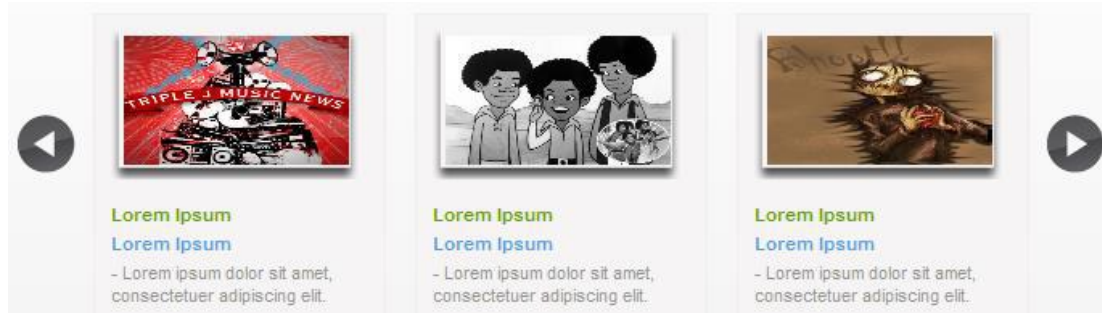 TRIPLE J MUSIC NEWS
Lorem Ipsum
Lorem Ipsum
- Lorem ipsum dolor sit amet,
consectetuer adipiscing elit.
Lorem Ipsum
Lorem Ipsum
- Lorem ipsum dolor sit amet,
consectetuer adipiscing elit.
Lorem Ipsum
Lorem Ipsum
- Lorem ipsum dolor sit amet,
consectetuer adipiscing elit.